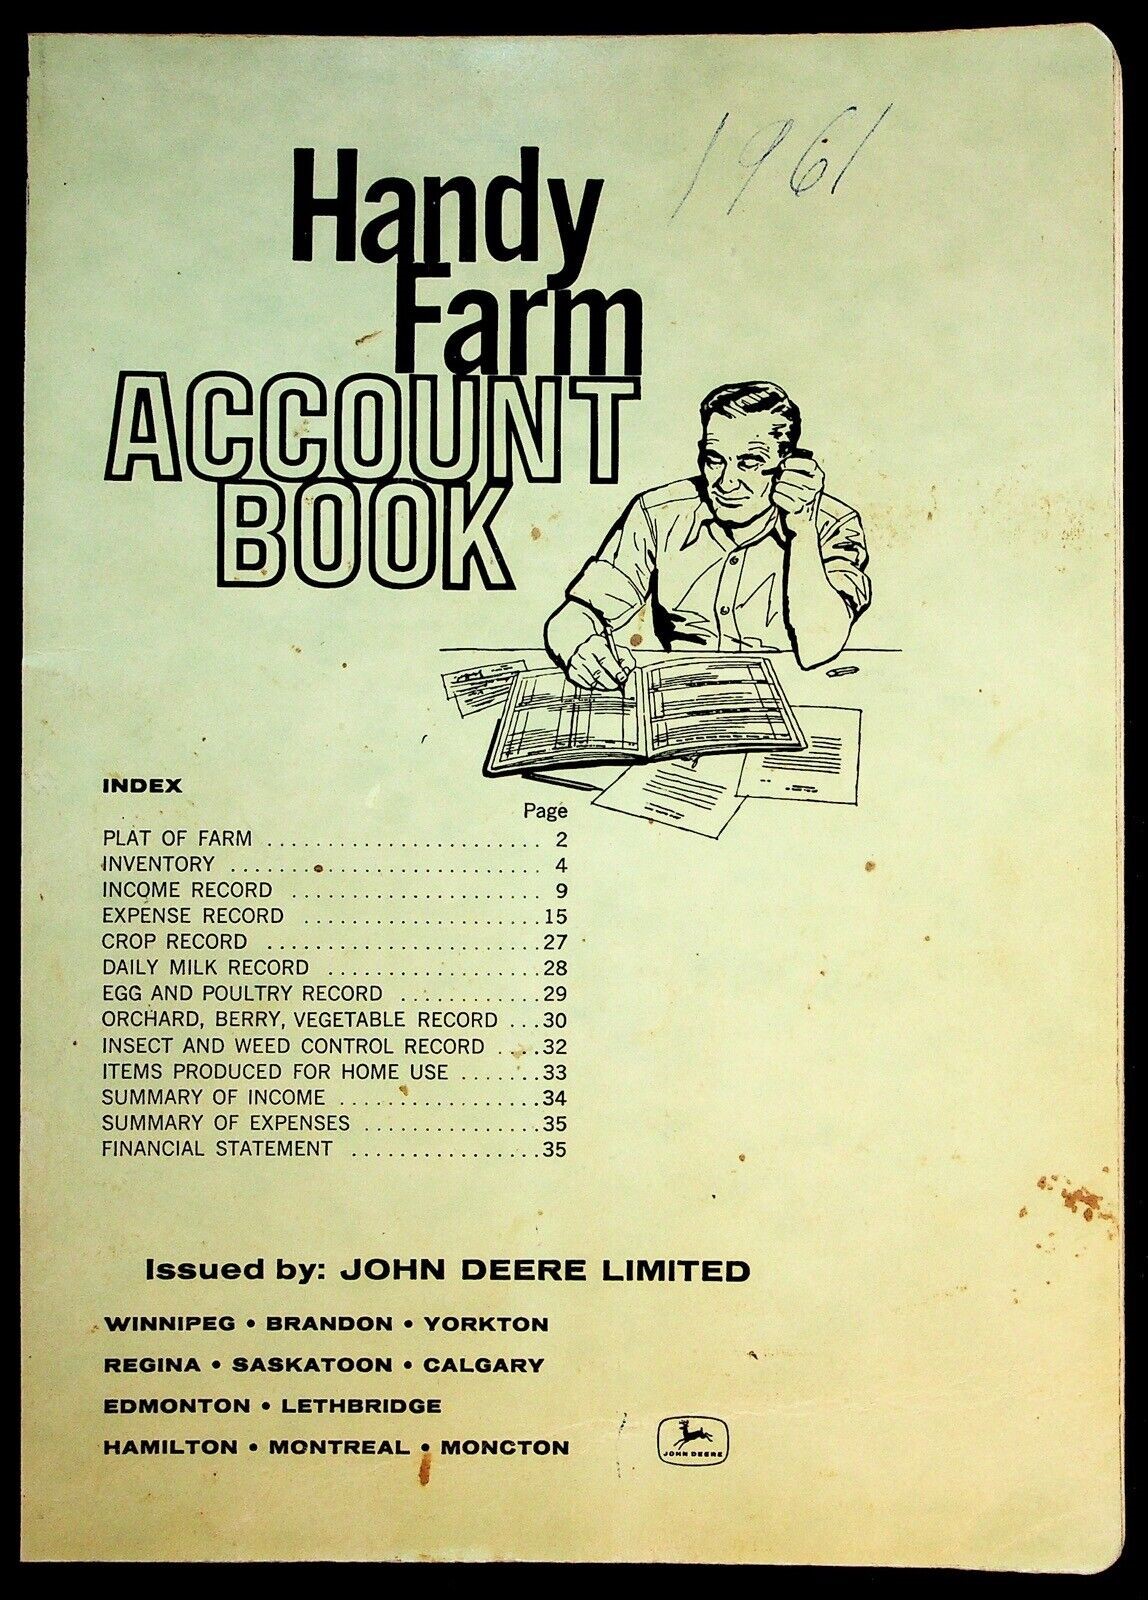 1961
Handy
Farm
ACCOUNT
BOOK
INDEX
Page
PLAT OF FARM ....................... 2
INVENTORY .......................... 4
INCOME RECORD ..................... 9
EXPENSE RECORD ....................15
CROP RECORD .......................27
DAILY MILK RECORD ..................28
EGG AND POULTRY RECORD ............29
ORCHARD, BERRY, VEGETABLE RECORD ...30
INSECT AND WEED CONTROL RECORD ....32
ITEMS PRODUCED FOR HOME USE .......33
SUMMARY OF INCOME .................34
SUMMARY OF EXPENSES ...............35
FINANCIAL STATEMENT ................35
Issued by: JOHN DEERE LIMITED
WINNIPEG • BRANDON • YORKTON
REGINA • SASKATOON • CALGARY
EDMONTON • LETHBRIDGE
HAMILTON • MONTREAL • MONCTON
JOHN DEERE